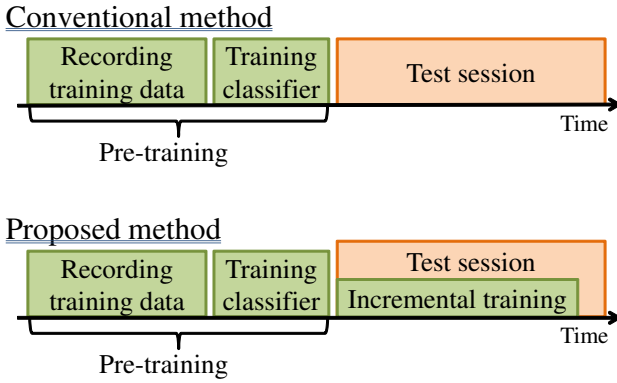 Conventional method
Recording
training data
Training
classifier
Test session
Time
Pre-training
Proposed method
Recording
training data
Training
classifier
Test session
Incremental training
Time
Pre-training